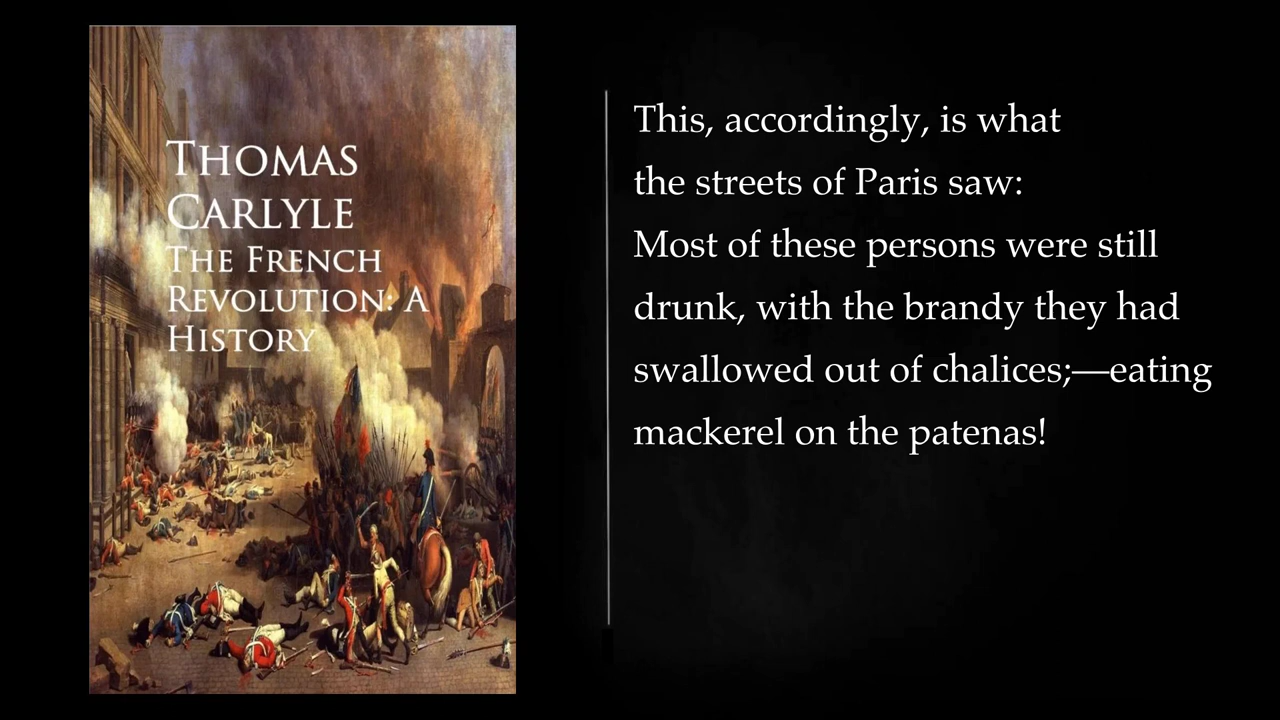 THOMAS
CARLYLE
THE FRENCH
REVOLUTION: A
HISTORY
This, accordingly, is what
the streets of Paris saw:
Most of these persons were still
drunk, with the brandy they had
swallowed out of chalices;—eating
mackerel on the patenas!